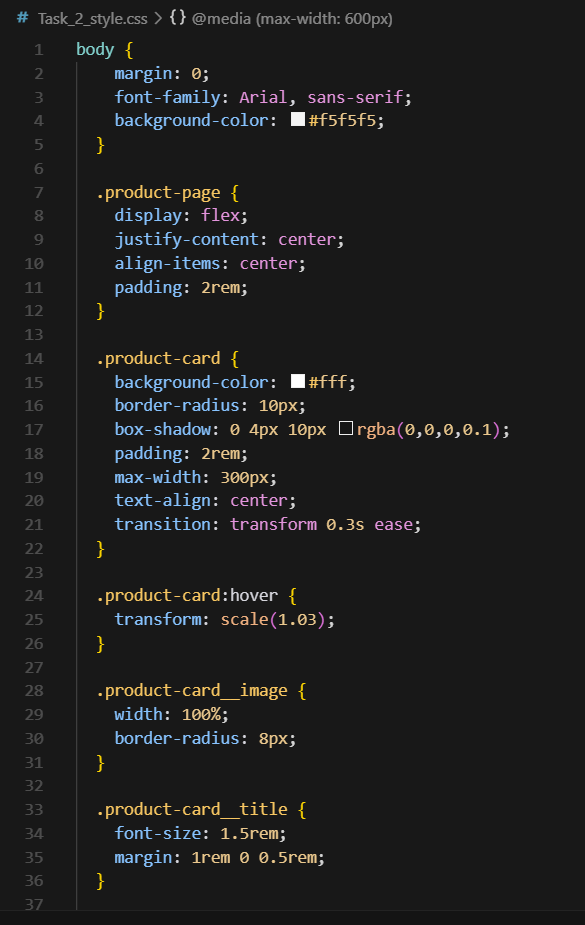 # Task_2_style.css > {} @media (max-width: 600px)
1 body {
2 margin: 0;
3 font-family: Arial, sans-serif;
4 background-color: #f5f5f5;
5 }
6
7 .product-page {
8 display: flex;
9 justify-content: center;
10 align-items: center;
11 padding: 2rem;
12 }
13
14 .product-card {
15 background-color: #fff;
16 border-radius: 10px;
17 box-shadow: 0 4px 10px rgba(0,0,0,0.1);
18 padding: 2rem;
19 max-width: 300px;
20 text-align: center;
21 transition: transform 0.3s ease;
22 }
23
24 .product-card:hover {
25 transform: scale(1.03);
26 }
27
28 .product-card__image {
29 width: 100%;
30 border-radius: 8px;
31 }
32
33 .product-card__title {
34 font-size: 1.5rem;
35 margin: 1rem 0 0.5rem;
36 }
37